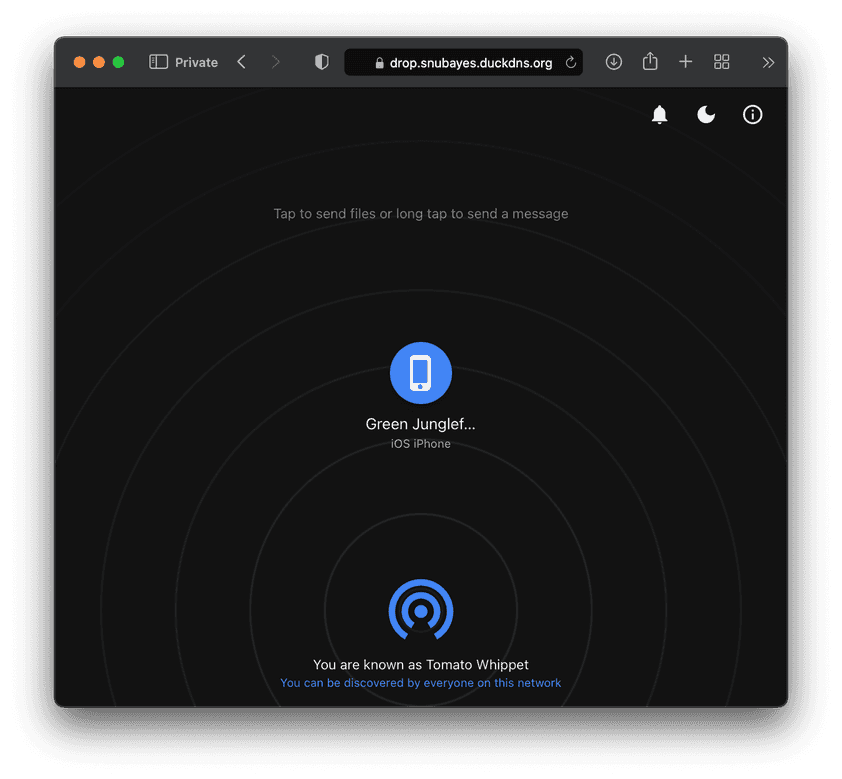 Private
drop.snubayes.duckdns.org
Tap to send files or long tap to send a message
Green Junglef...
iOS iPhone
You are known as Tomato Whippet
You can be discovered by everyone on this network